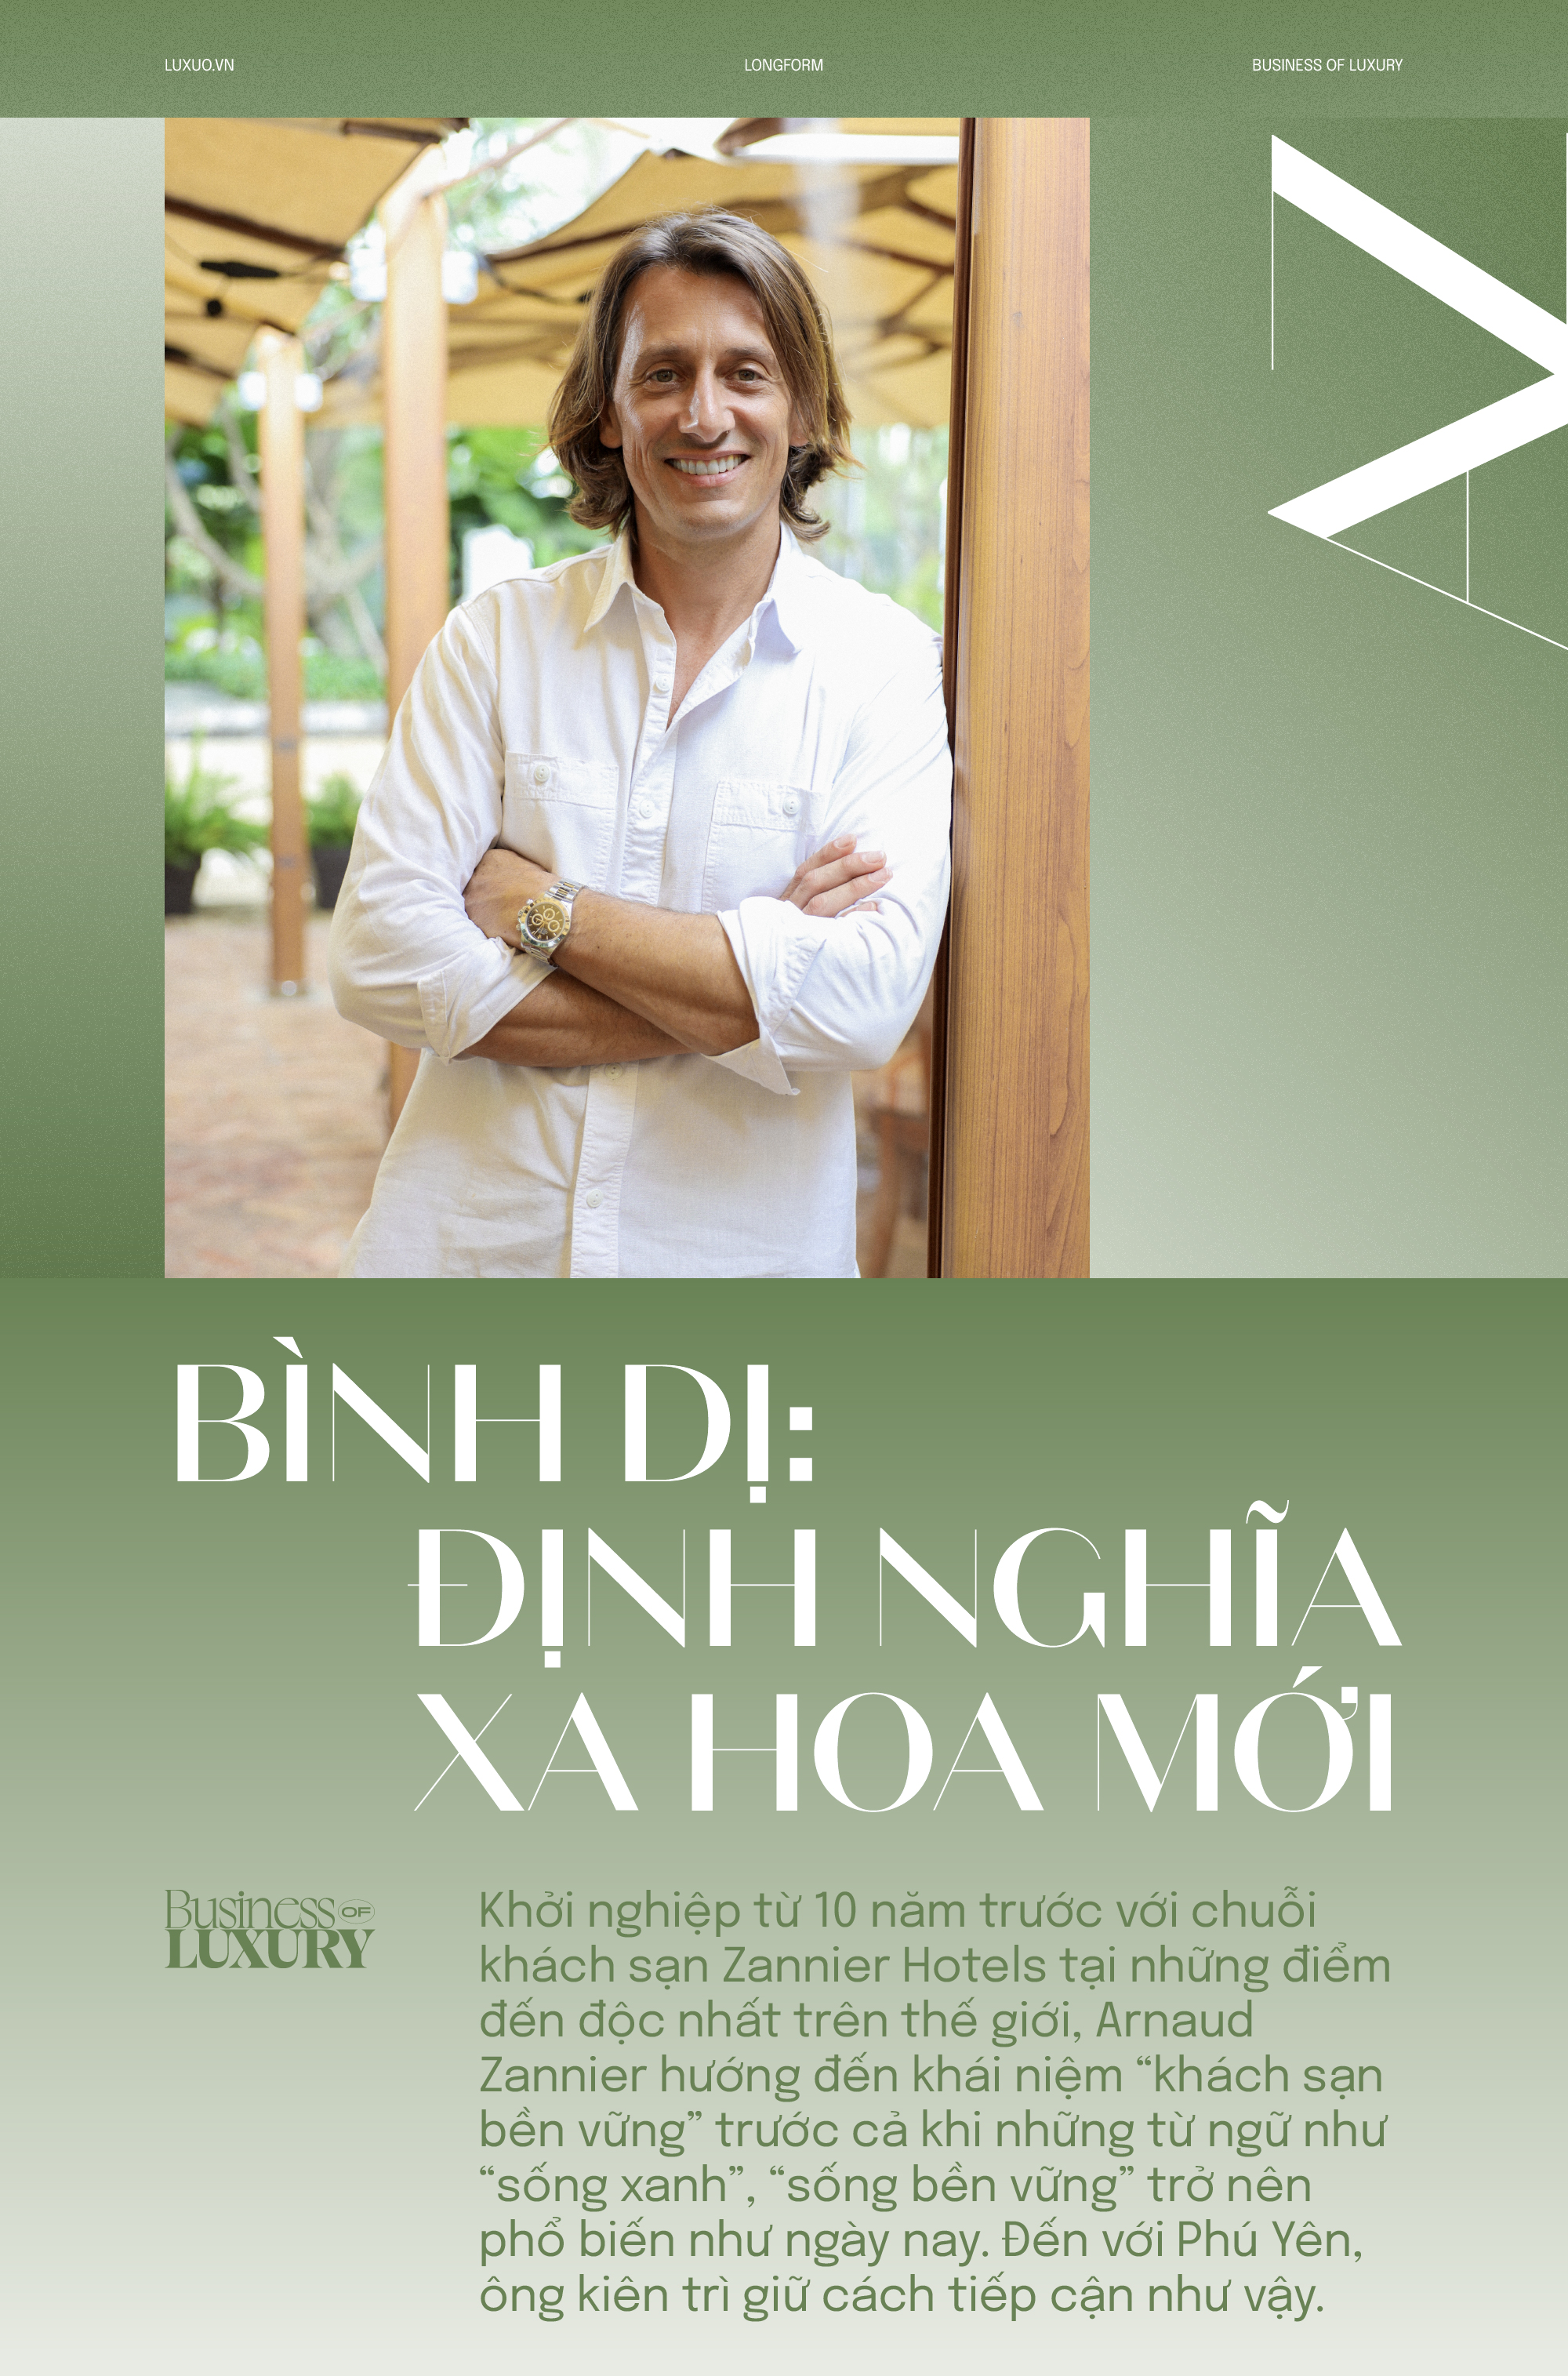 LUXUO.VN
LONGFORM
BUSINESS OF LUXURY
ZA
BÌNH DỊ:
ĐỊNH NGHĨA
XA HOA MỚI
Business OF
LUXURY
Khởi nghiệp từ 10 năm trước với chuỗi
khách sạn Zannier Hotels tại những điểm
đến độc nhất trên thế giới, Arnaud
Zannier hướng đến khái niệm “khách sạn
bền vững” trước cả khi những từ ngữ như
“sống xanh”, “sống bền vững” trở nên
phổ biến như ngày nay. Đến với Phú Yên,
ông kiên trì giữ cách tiếp cận như vậy.